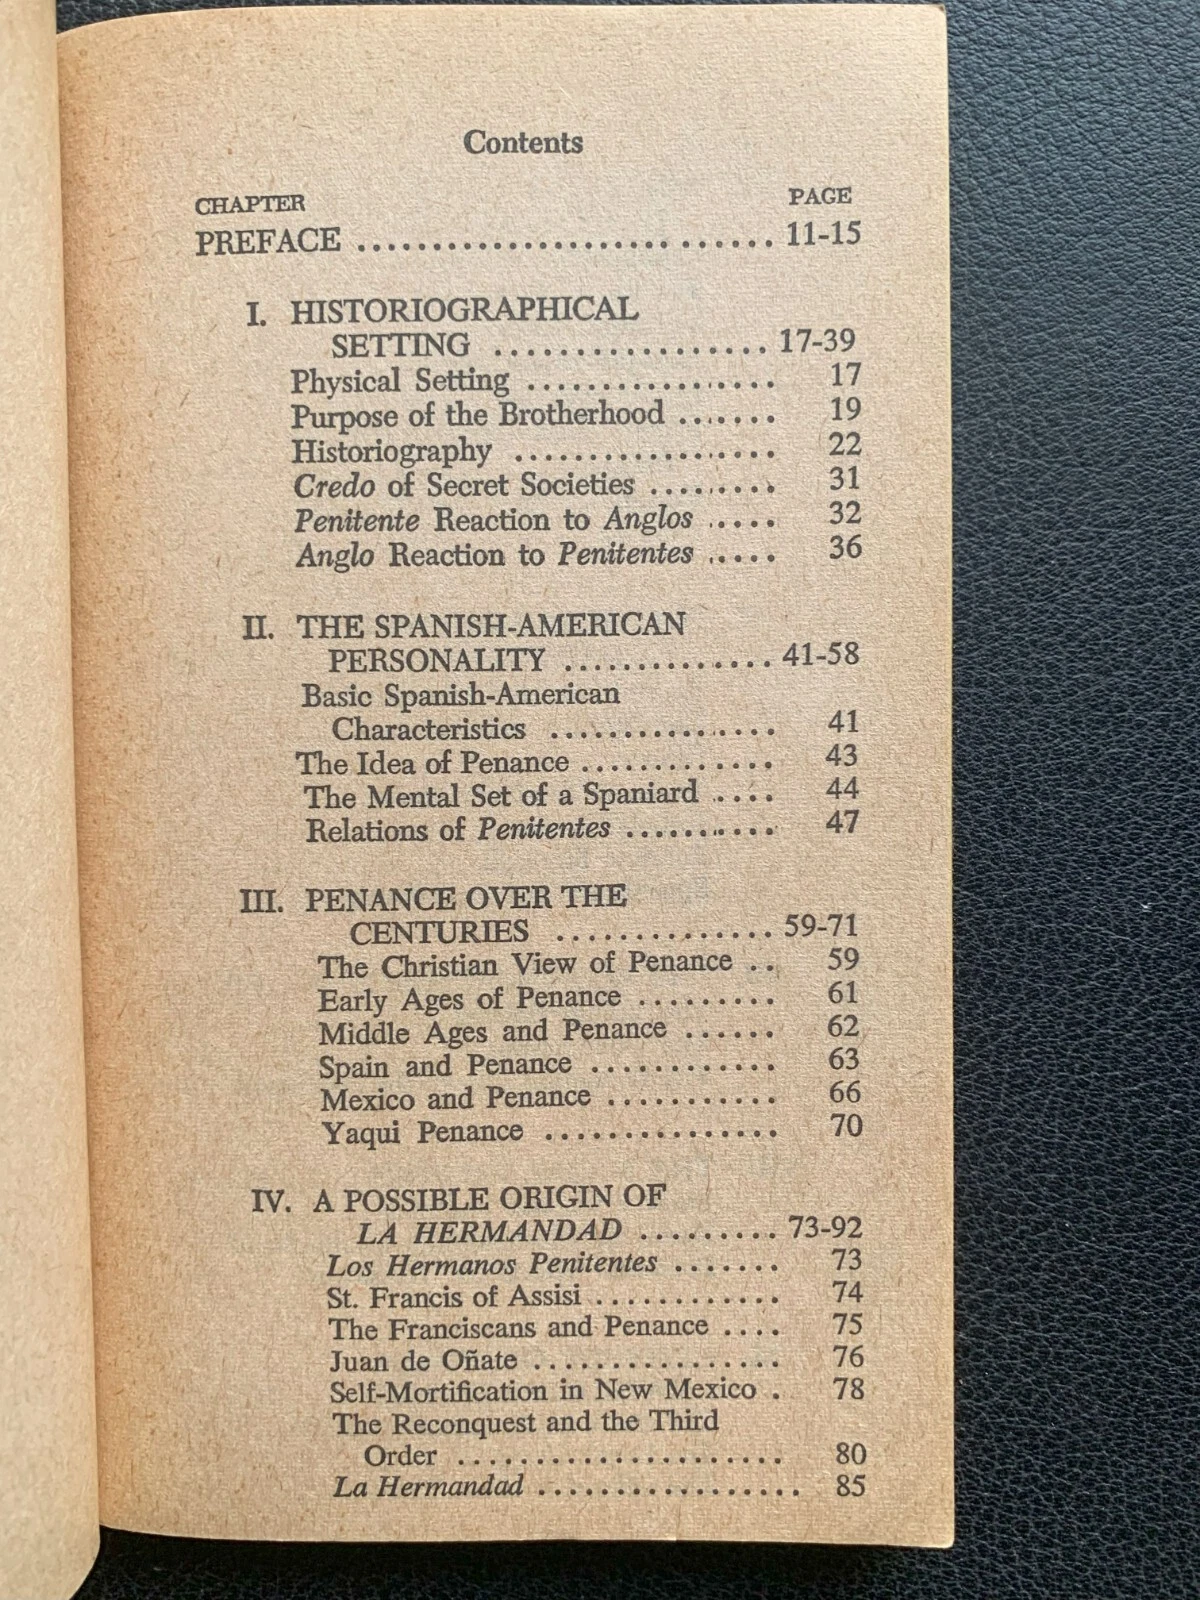 Contents
CHAPTER PAGE
PREFACE ............................ 11-15
I. HISTORIOGRAPHICAL
SETTING .................. 17-39
Physical Setting ................. 17
Purpose of the Brotherhood ....... 19
Historiography .................. 22
Credo of Secret Societies ......... 31
Penitente Reaction to Anglos ..... 32
Anglo Reaction to Penitentes ..... 36
II. THE SPANISH-AMERICAN
PERSONALITY .............. 41-58
Basic Spanish-American
Characteristics ............... 41
The Idea of Penance ............. 43
The Mental Set of a Spaniard .... 44
Relations of Penitentes ........... 47
III. PENANCE OVER THE
CENTURIES ............... 59-71
The Christian View of Penance .. 59
Early Ages of Penance ......... 61
Middle Ages and Penance ...... 62
Spain and Penance ............ 63
Mexico and Penance ........... 66
Yaqui Penance ................ 70
IV. A POSSIBLE ORIGIN OF
LA HERMANDAD ......... 73-92
Los Hermanos Penitentes ....... 73
St. Francis of Assisi ............ 74
The Franciscans and Penance .... 75
Juan de Oñate ................. 76
Self-Mortification in New Mexico . 78
The Reconquest and the Third
Order ...................... 80
La Hermandad ................. 85